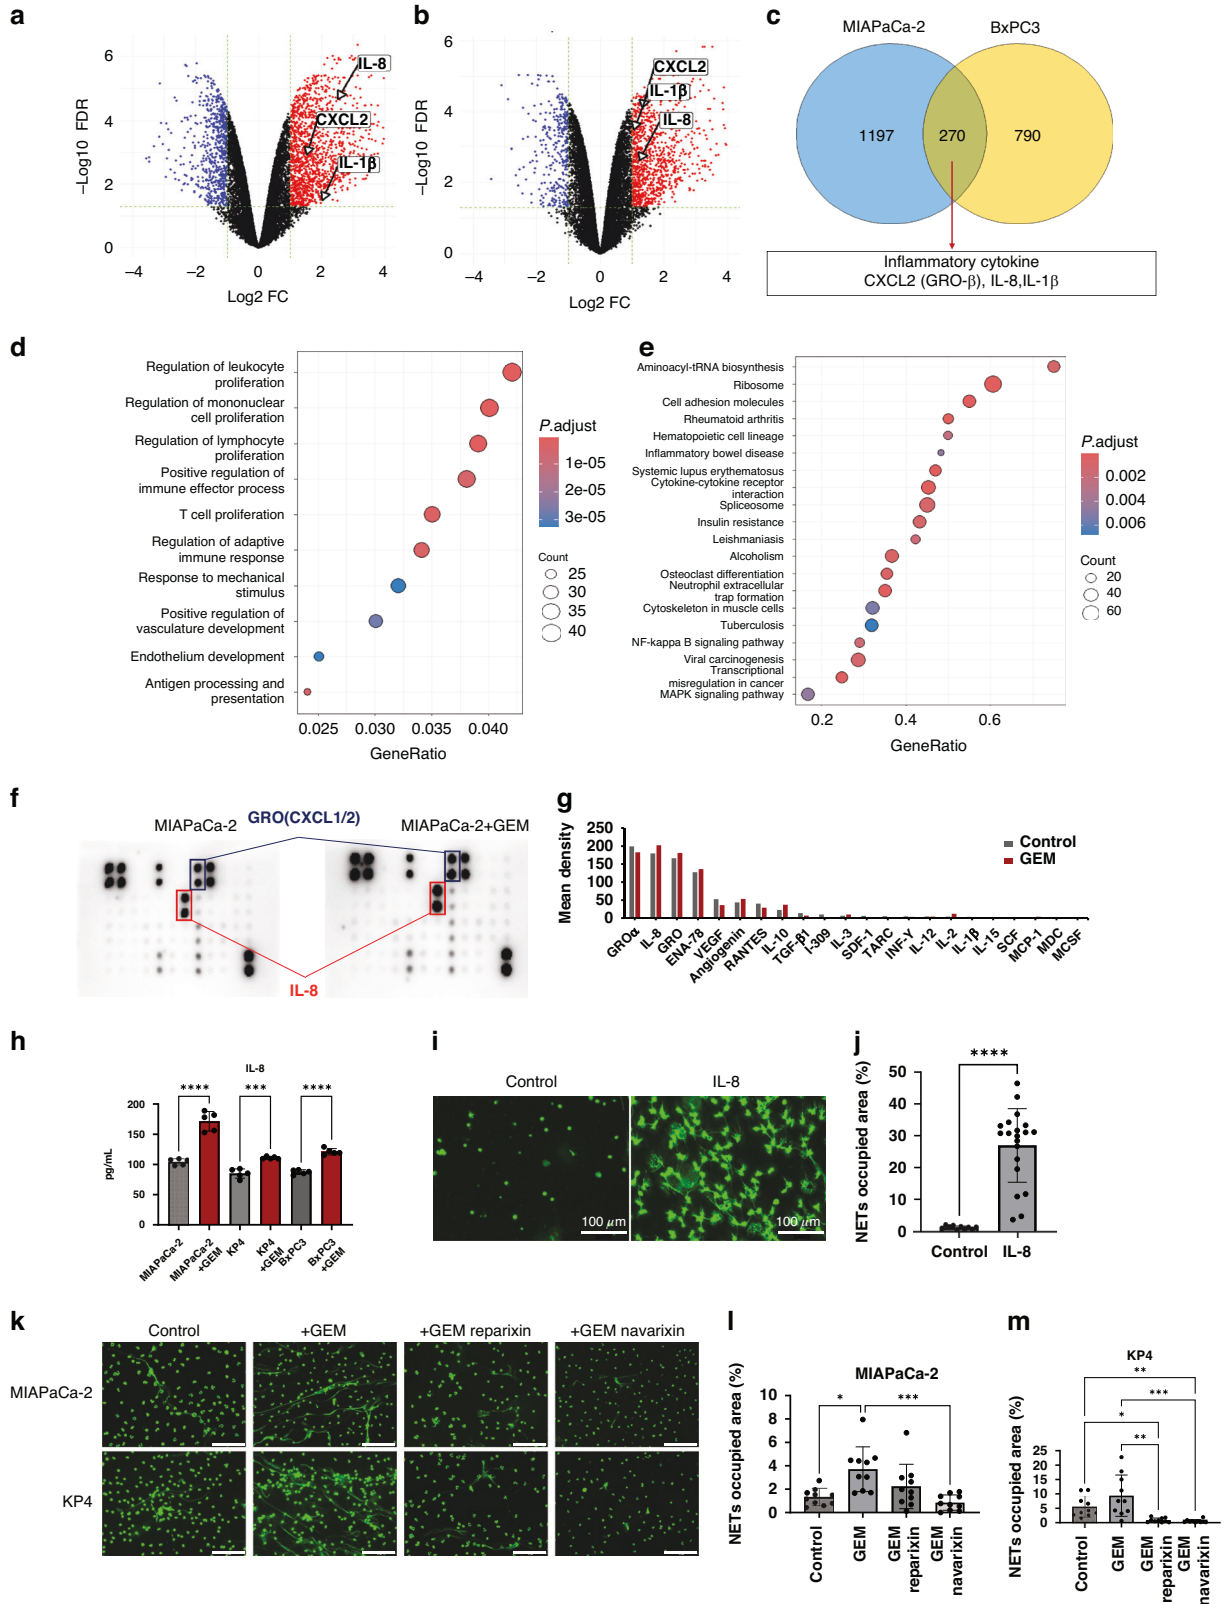 a
6
4
2
0
−Log10 FDR
IL-8
CXCL2
IL-1β
−4
−2
0
2
4
Log2 FC
b
6
4
2
0
−Log10 FDR
CXCL2
IL-1β
IL-8
−4
−2
0
2
4
Log2 FC
c
MIAPaCa-2
BxPC3
1197
270
790
Inflammatory cytokine
CXCL2 (GRO-β), IL-8,IL-1β
d
Regulation of leukocyte
proliferation
Regulation of mononuclear
cell proliferation
Regulation of lymphocyte
proliferation
Positive regulation of
immune effector process
T cell proliferation
Regulation of adaptive
immune response
Response to mechanical
stimulus
Positive regulation of
vasculature development
Endothelium development
Antigen processing and
presentation
0.025
0.030
0.035
0.040
GeneRatio
P.adjust
1e-05
2e-05
3e-05
Count
25
30
35
40
e
Aminoacyl-tRNA biosynthesis
Ribosome
Cell adhesion molecules
Rheumatoid arthritis
Hematopoietic cell lineage
Inflammatory bowel disease
Systemic lupus erythematosus
Cytokine-cytokine receptor
interaction
Spliceosome
Insulin resistance
Leishmaniasis
Alcoholism
Osteoclast differentiation
Neutrophil extracellular
trap formation
Cytoskeleton in muscle cells
Tuberculosis
NF-kappa B signaling pathway
Viral carcinogenesis
Transcriptional
misregulation in cancer
MAPK signaling pathway
0.2
0.4
0.6
GeneRatio
P.adjust
0.002
0.004
0.006
Count
20
40
60
f
MIAPaCa-2
GRO(CXCL1/2)
MIAPaCa-2+GEM
IL-8
g
Mean density
250
200
150
100
50
0
Control
GEM
GROα
IL-8
GRO
ENA-78
VEGF
Angiogenin
RANTES
IL-10
TGF-β1
I-309
IL-3
SDF-1
TARC
INF-γ
IL-12
IL-2
IL-1β
IL-15
SCF
MCP-1
MDC
MCSF
h
IL-8
**** *** ****
pg/mL
200
150
100
50
0
MIAPaCa-2
MIAPaCa-2
+GEM
KP4
KP4
+GEM
BxPC3
BxPC3
+GEM
i
Control
IL-8
100 μm
100 μm
j
NETs occupied area (%)
50
40
30
20
10
0
****
Control
IL-8
k
Control
+GEM
+GEM reparixin
+GEM navarixin
MIAPaCa-2
KP4
l
MIAPaCa-2
NETs occupied area (%)
10
8
6
4
2
0
* ***
Control
GEM
GEM
reparixin
GEM
navarixin
m
KP4
**
***
*
**
NETs occupied area (%)
25
20
15
10
5
0
Control
GEM
GEM
reparixin
GEM
navarixin